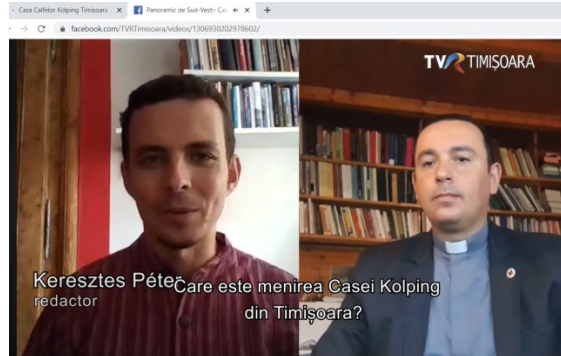 Casa Calfelor Kolping Timișoara -
Panoramic de Sud-Vest:- Ca
facebook.com/TVRTimisoara/videos/1306930202978602/
TVR TIMIȘOARA
Keresztes Péter
redactor
Care este menirea Casei Kolping
din Timișoara?